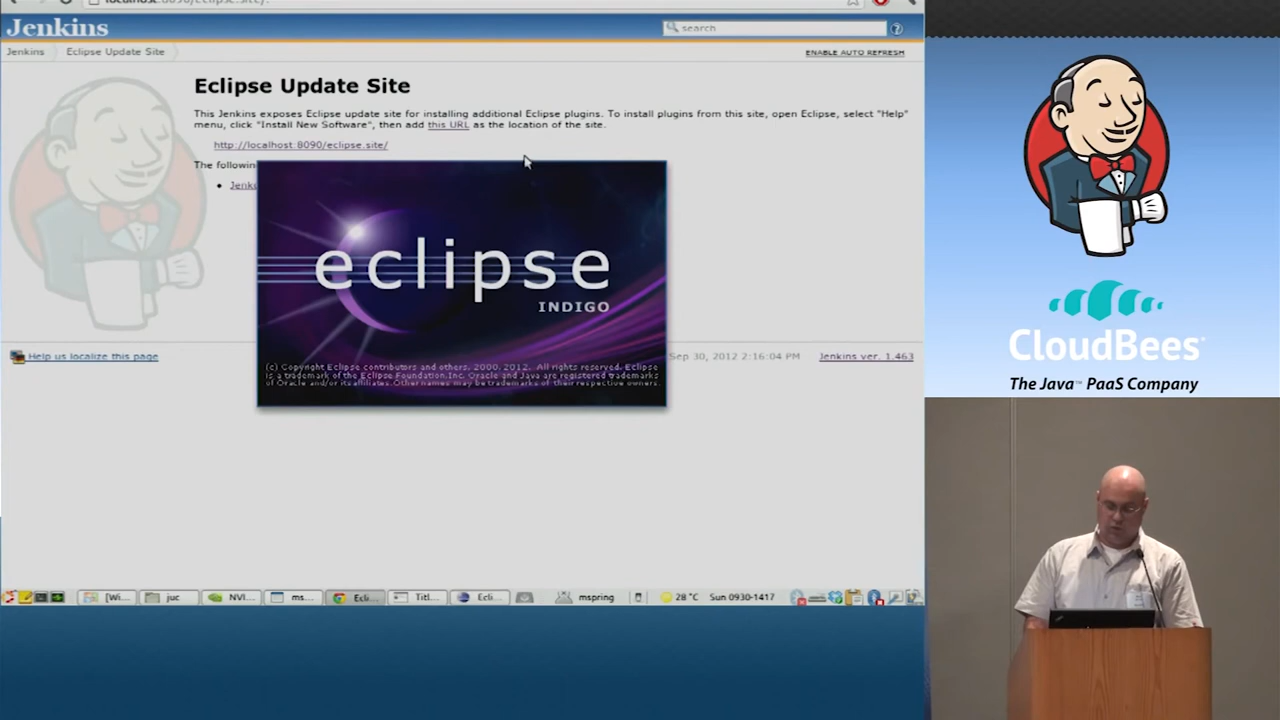 Jenkins
search
Jenkins
Eclipse Update Site
ENABLE AUTO REFRESH
Eclipse Update Site
This Jenkins exposes Eclipse update site for installing additional Eclipse plugins. To install plugins from this site, open Eclipse, select "Help"
menu, click "Install New Software", then add this URL as the location of the site.
http://localhost:8090/eclipse.site/
The
eclipse
INDIGO
(c) Copyright Eclipse contributors and others, 2000, 2012. All rights reserved. Eclipse
is a trademark of the Eclipse Foundation, Inc. Oracle and Java are registered trademarks
of Oracle and/or its affiliates. Other names may be trademarks of their respective owners.
Help us localize this page
Sep 30, 2012 2:16:04 PM
Jenkins ver. 1.463
[Wi...
juc
NVI...
ms...
Ecli...
Titl...
Ecli...
mspring
28 °C
Sun 0930-1417
CloudBees
The Java™ PaaS Company